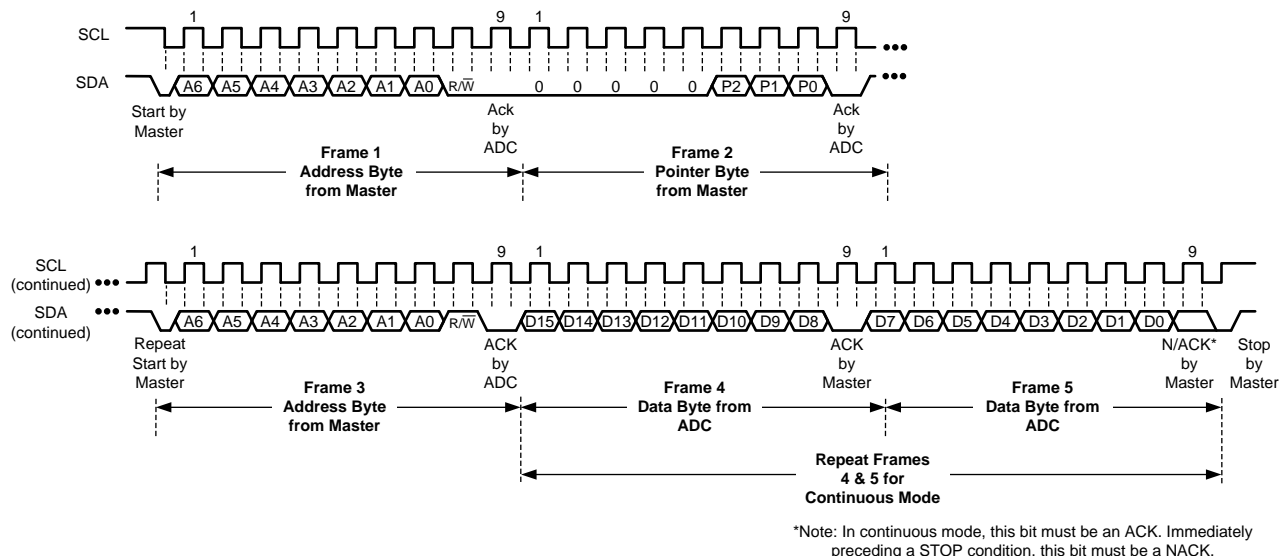 1 9 1 9
SCL
SDA
A6 A5 A4 A3 A2 A1 A0 R/W 0 0 0 0 0 P2 P1 P0
Start by
Master
Ack
by
ADC
Ack
by
ADC
Frame 1
Address Byte
from Master
Frame 2
Pointer Byte
from Master
1 9 1 9 1 9
SCL
(continued)
SDA
(continued)
A6 A5 A4 A3 A2 A1 A0 R/W D15 D14 D13 D12 D11 D10 D9 D8 D7 D6 D5 D4 D3 D2 D1 D0
Repeat
Start by
Master
ACK
by
ADC
ACK
by
Master
N/ACK*
by
Master
Stop
by
Master
Frame 3
Address Byte
from Master
Frame 4
Data Byte from
ADC
Frame 5
Data Byte from
ADC
Repeat Frames
4 & 5 for
Continuous Mode
*Note: In continuous mode, this bit must be an ACK. Immediately
preceding a STOP condition, this bit must be a NACK.